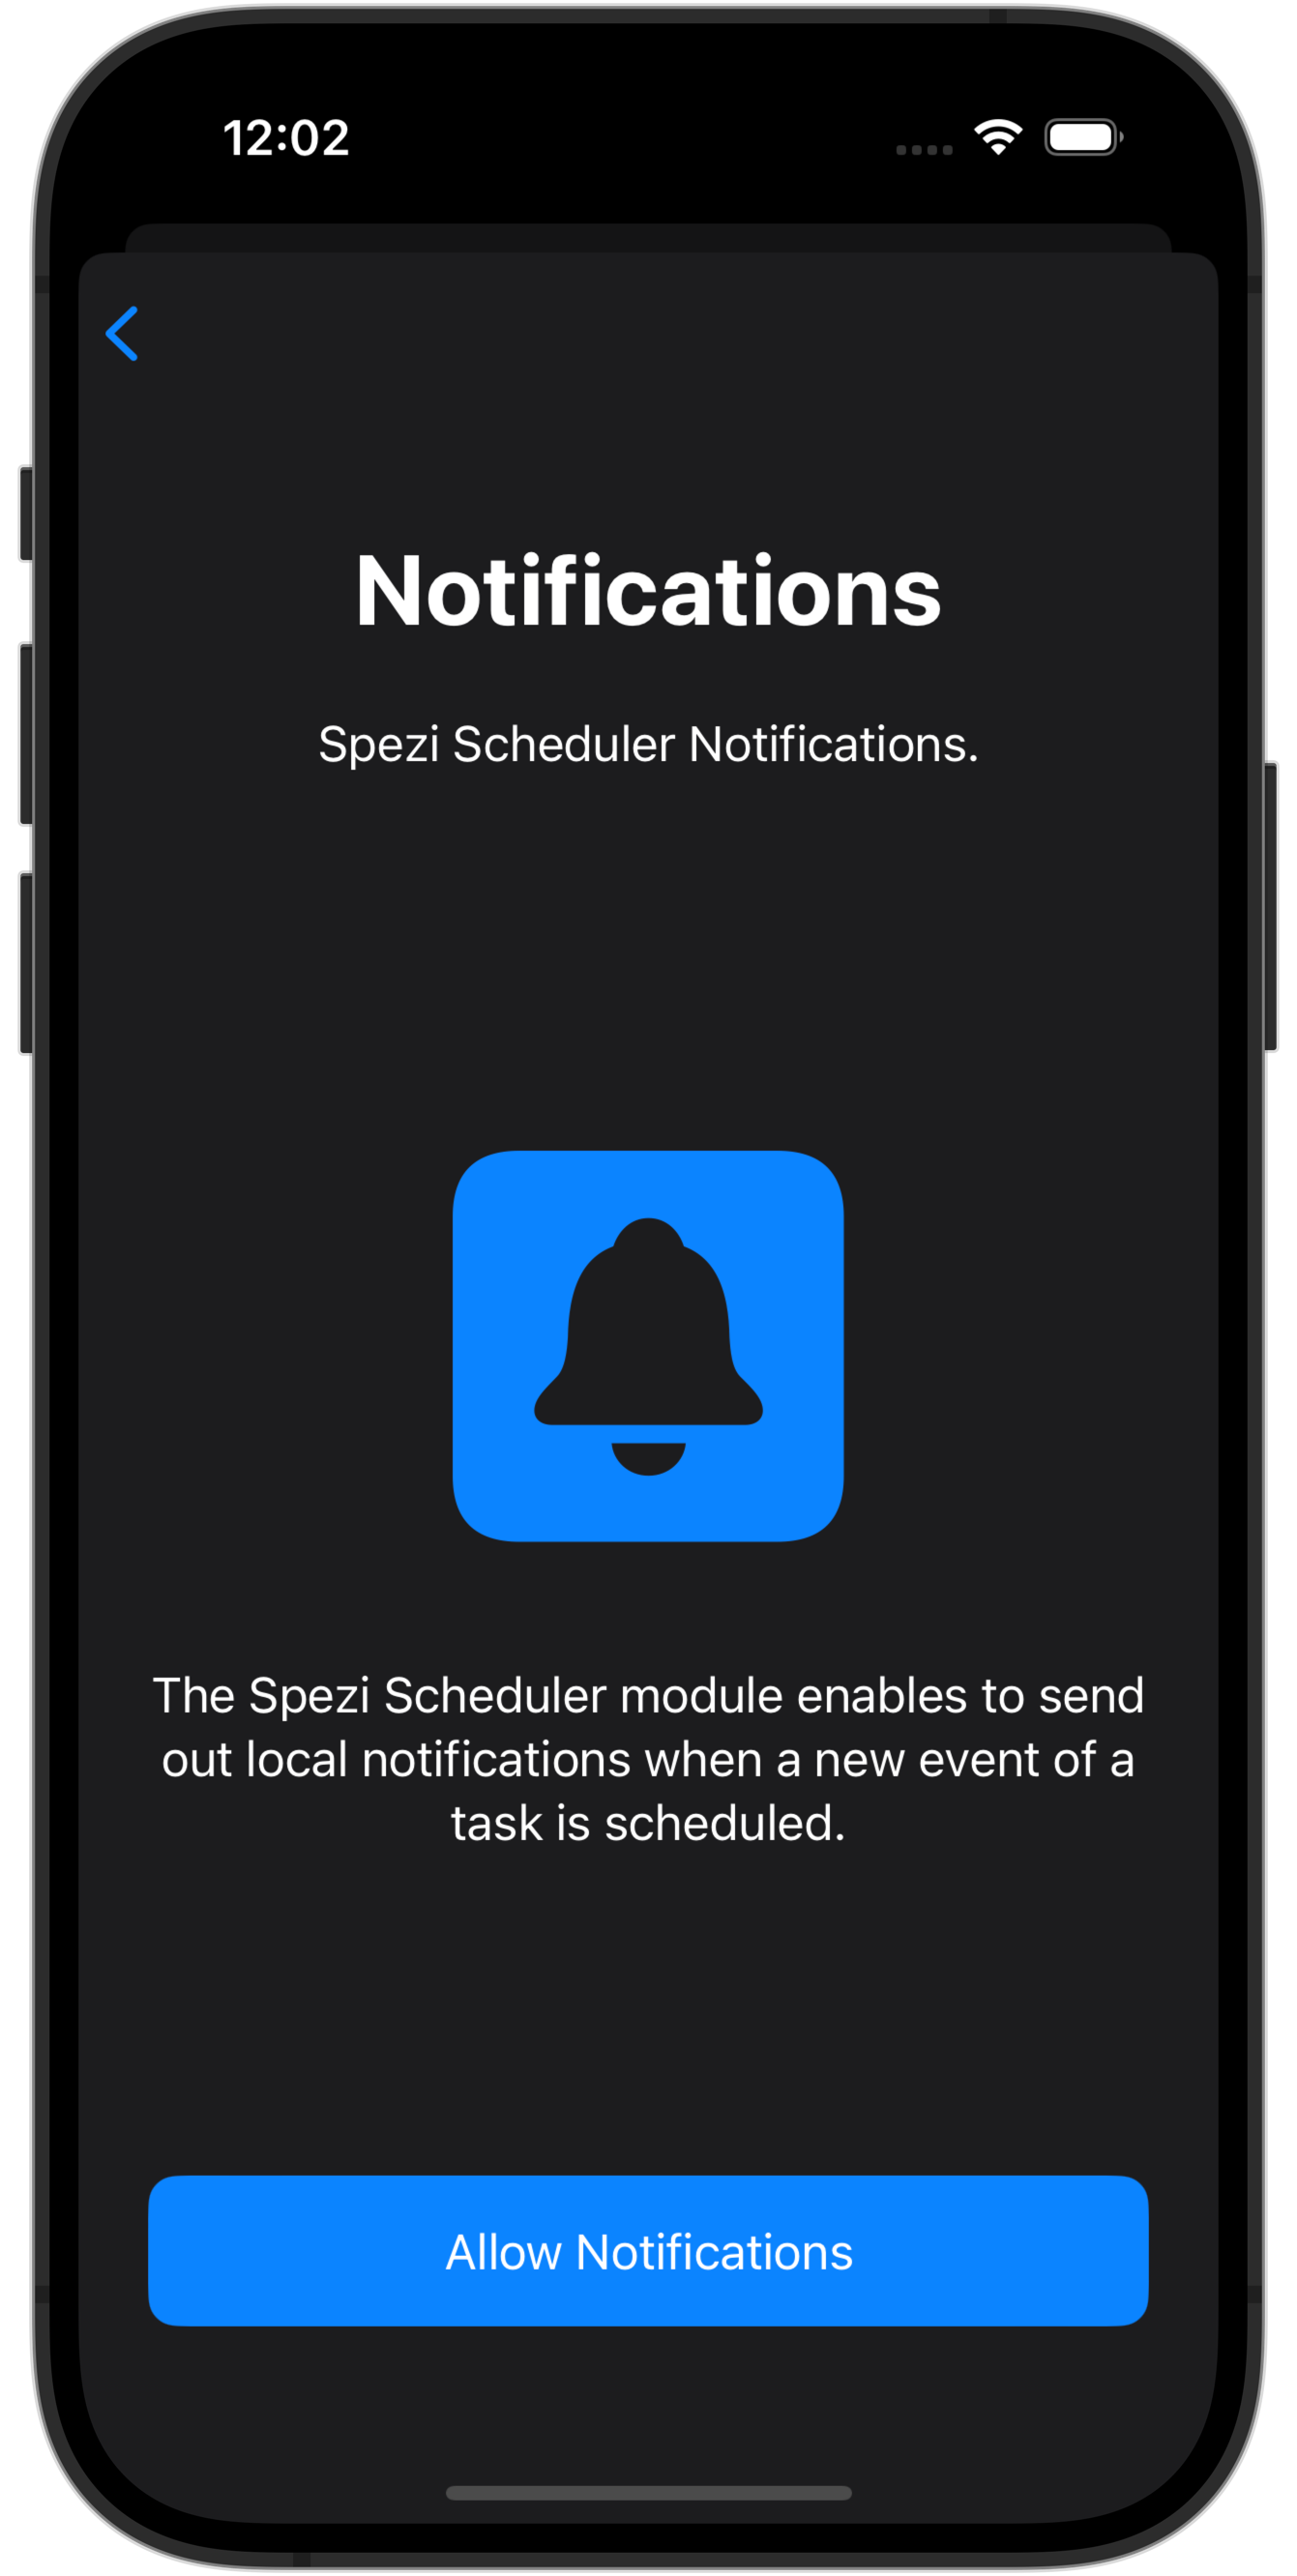 12:02
Notifications
Spezi Scheduler Notifications.
The Spezi Scheduler module enables to send
out local notifications when a new event of a
task is scheduled.
Allow Notifications